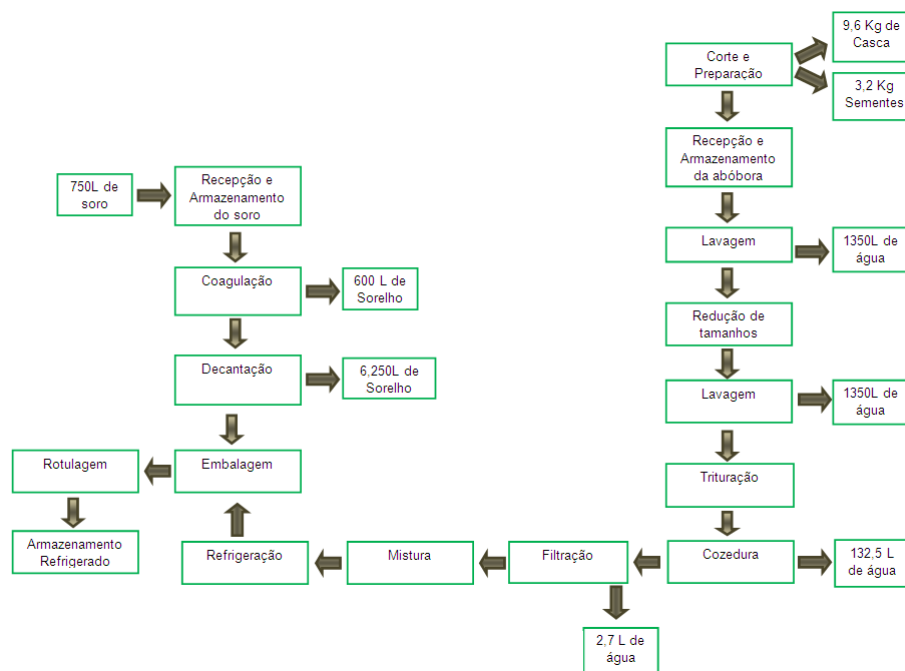 9,6 Kg de
Casca
Corte e
Preparação
3,2 Kg
Sementes
Recepção e
Armazenamento
da abóbora
750L de
soro
Recepção e
Armazenamento
do soro
Lavagem
1350L de
água
Coagulação
600 L de
Sorelho
Redução de
tamanhos
Decantação
6,250L de
Sorelho
Lavagem
1350L de
água
Rotulagem
Embalagem
Trituração
Armazenamento
Refrigerado
Refrigeração
Mistura
Filtração
Cozedura
132,5 L
de água
2,7 L de
água